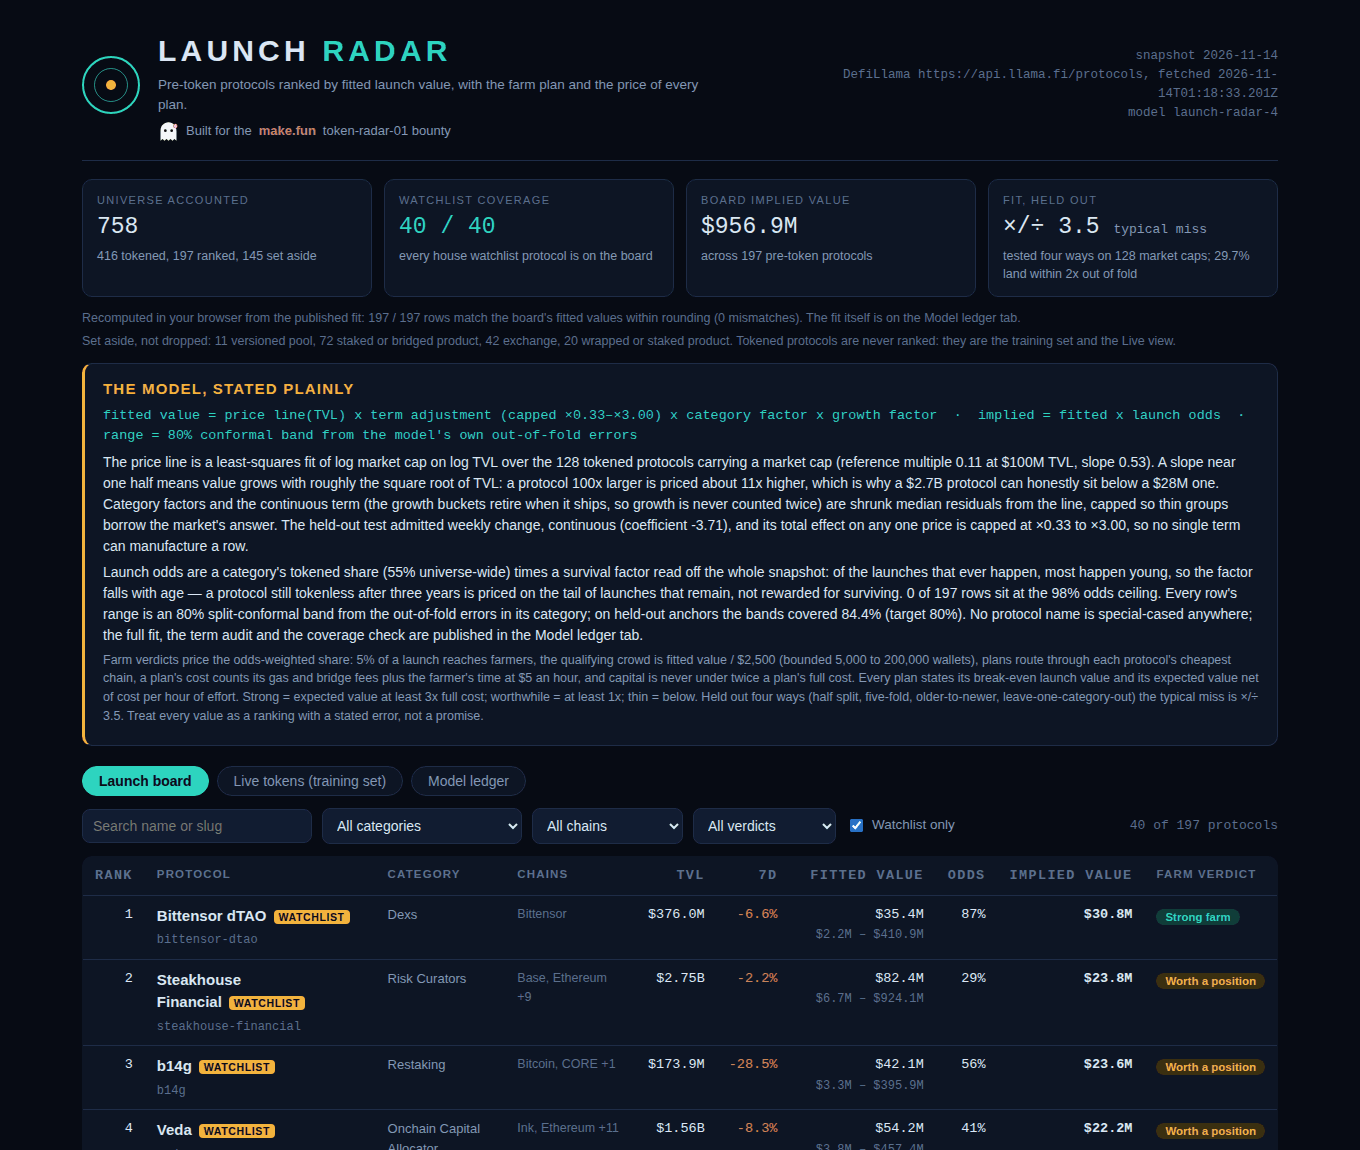 LAUNCH RADAR
Pre-token protocols ranked by fitted launch value, with the farm plan and the price of every
plan.
Built for the make.fun token-radar-01 bounty
snapshot 2026-11-14
DefiLlama https://api.llama.fi/protocols, fetched 2026-11-
14T01:18:33.201Z
model launch-radar-4
UNIVERSE ACCOUNTED
758
416 tokened, 197 ranked, 145 set aside
WATCHLIST COVERAGE
40 / 40
every house watchlist protocol is on the board
BOARD IMPLIED VALUE
$956.9M
across 197 pre-token protocols
FIT, HELD OUT
×/÷ 3.5 typical miss
tested four ways on 128 market caps; 29.7%
land within 2x out of fold
Recomputed in your browser from the published fit: 197 / 197 rows match the board's fitted values within rounding (0 mismatches). The fit itself is on the Model ledger tab.
Set aside, not dropped: 11 versioned pool, 72 staked or bridged product, 42 exchange, 20 wrapped or staked product. Tokened protocols are never ranked: they are the training set and the Live view.
THE MODEL, STATED PLAINLY
fitted value = price line(TVL) x term adjustment (capped ×0.33–×3.00) x category factor x growth factor · implied = fitted x launch odds ·
range = 80% conformal band from the model's own out-of-fold errors
The price line is a least-squares fit of log market cap on log TVL over the 128 tokened protocols carrying a market cap (reference multiple 0.11 at $100M TVL, slope 0.53). A slope near
one half means value grows with roughly the square root of TVL: a protocol 100x larger is priced about 11x higher, which is why a $2.7B protocol can honestly sit below a $28M one.
Category factors and the continuous term (the growth buckets retire when it ships, so growth is never counted twice) are shrunk median residuals from the line, capped so thin groups
borrow the market's answer. The held-out test admitted weekly change, continuous (coefficient -3.71), and its total effect on any one price is capped at ×0.33 to ×3.00, so no single term
can manufacture a row.
Launch odds are a category's tokened share (55% universe-wide) times a survival factor read off the whole snapshot: of the launches that ever happen, most happen young, so the factor
falls with age — a protocol still tokenless after three years is priced on the tail of launches that remain, not rewarded for surviving. 0 of 197 rows sit at the 98% odds ceiling. Every row's
range is an 80% split-conformal band from the out-of-fold errors in its category; on held-out anchors the bands covered 84.4% (target 80%). No protocol name is special-cased anywhere;
the full fit, the term audit and the coverage check are published in the Model ledger tab.
Farm verdicts price the odds-weighted share: 5% of a launch reaches farmers, the qualifying crowd is fitted value / $2,500 (bounded 5,000 to 200,000 wallets), plans route through each protocol's cheapest
chain, a plan's cost counts its gas and bridge fees plus the farmer's time at $5 an hour, and capital is never under twice a plan's full cost. Every plan states its break-even launch value and its expected value net
of cost per hour of effort. Strong = expected value at least 3x full cost; worthwhile = at least 1x; thin = below. Held out four ways (half split, five-fold, older-to-newer, leave-one-category-out) the typical miss is ×/÷
3.5. Treat every value as a ranking with a stated error, not a promise.
Launch board
Live tokens (training set)
Model ledger
Search name or slug
All categories
All chains
All verdicts
Watchlist only
40 of 197 protocols
RANK PROTOCOL CATEGORY CHAINS TVL 7D FITTED VALUE ODDS IMPLIED VALUE FARM VERDICT
1 Bittensor dTAO WATCHLIST Dexs Bittensor $376.0M -6.6% $35.4M 87% $30.8M Strong farm
bittensor-dtao $2.2M – $410.9M
2 Steakhouse Risk Curators Base, Ethereum $2.75B -2.2% $82.4M 29% $23.8M Worth a position
Financial WATCHLIST +9 $6.7M – $924.1M
steakhouse-financial
3 b14g WATCHLIST Restaking Bitcoin, CORE +1 $173.9M -28.5% $42.1M 56% $23.6M Worth a position
b14g $3.3M – $395.9M
4 Veda WATCHLIST Onchain Capital Ink, Ethereum +11 $1.56B -8.3% $54.2M 41% $22.2M Worth a position
Allocator $3.8M – $457.4M